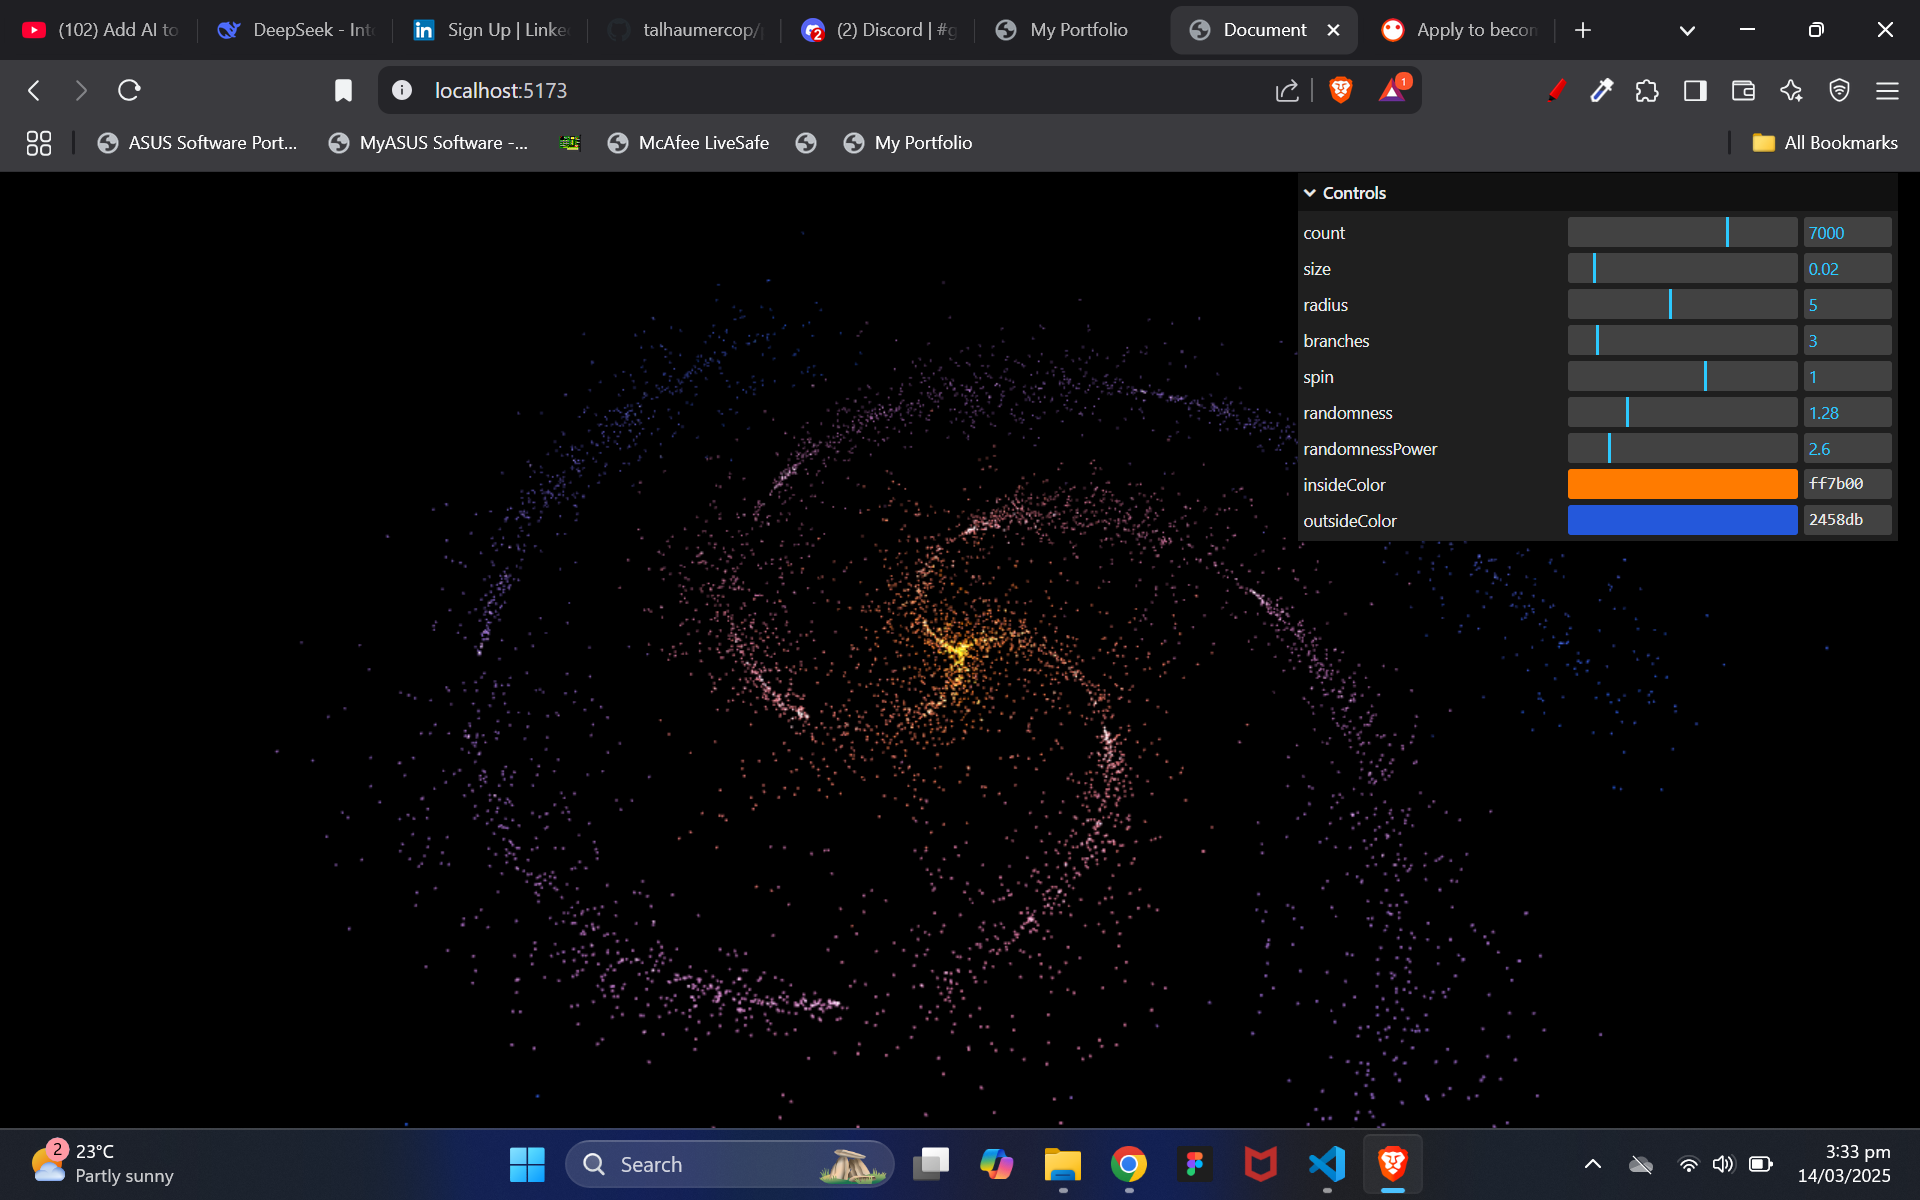 (102) Add AI to
DeepSeek - Int
Sign Up | Linke
talhaumercop/p
(2) Discord | #g
My Portfolio
Document
Apply to becom
localhost:5173
1
ASUS Software Port...
MyASUS Software -...
McAfee LiveSafe
My Portfolio
All Bookmarks
Controls
count 7000
size 0.02
radius 5
branches 3
spin 1
randomness 1.28
randomnessPower 2.6
insideColor ff7b00
outsideColor 2458db
2
23°C
Partly sunny
Search
3:33 pm
14/03/2025